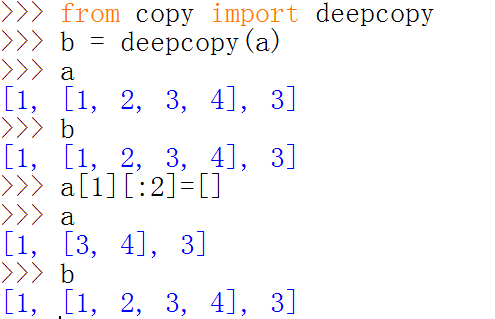 >>> from copy import deepcopy
>>> b = deepcopy(a)
>>> a
[1, [1, 2, 3, 4], 3]
>>> b
[1, [1, 2, 3, 4], 3]
>>> a[1][:2]=[]
>>> a
[1, [3, 4], 3]
>>> b
[1, [1, 2, 3, 4], 3]